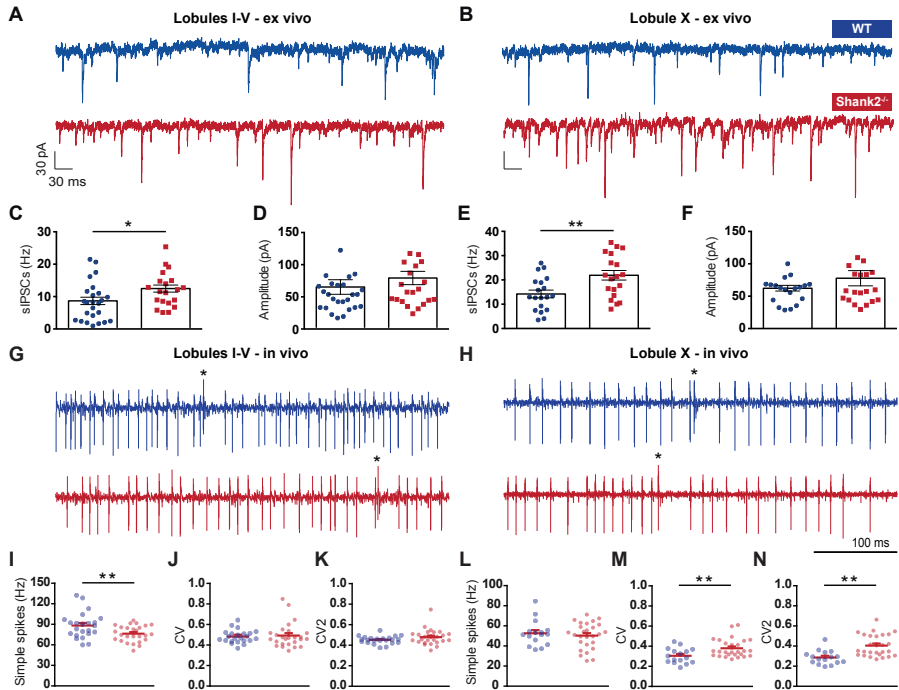 A Lobules I-V - ex vivo
B Lobule X - ex vivo
WT
Shank2-/-
30 pA
30 ms
C
*
sIPSCs (Hz)
30
20
10
0
D
Amplitude (pA)
150
100
50
0
E
**
sIPSCs (Hz)
40
30
20
10
0
F
Amplitude (pA)
150
100
50
0
G Lobules I-V - in vivo
*
*
H Lobule X - in vivo
*
*
100 ms
I
**
Simple spikes (Hz)
150
120
90
60
30
0
J
CV
1.0
0.8
0.6
0.4
0.2
0.0
K
CV2
1.0
0.8
0.6
0.4
0.2
0.0
L
Simple spikes (Hz)
100
80
60
40
20
0
M
**
CV
1.0
0.8
0.6
0.4
0.2
0.0
N
**
CV2
1.0
0.8
0.6
0.4
0.2
0.0